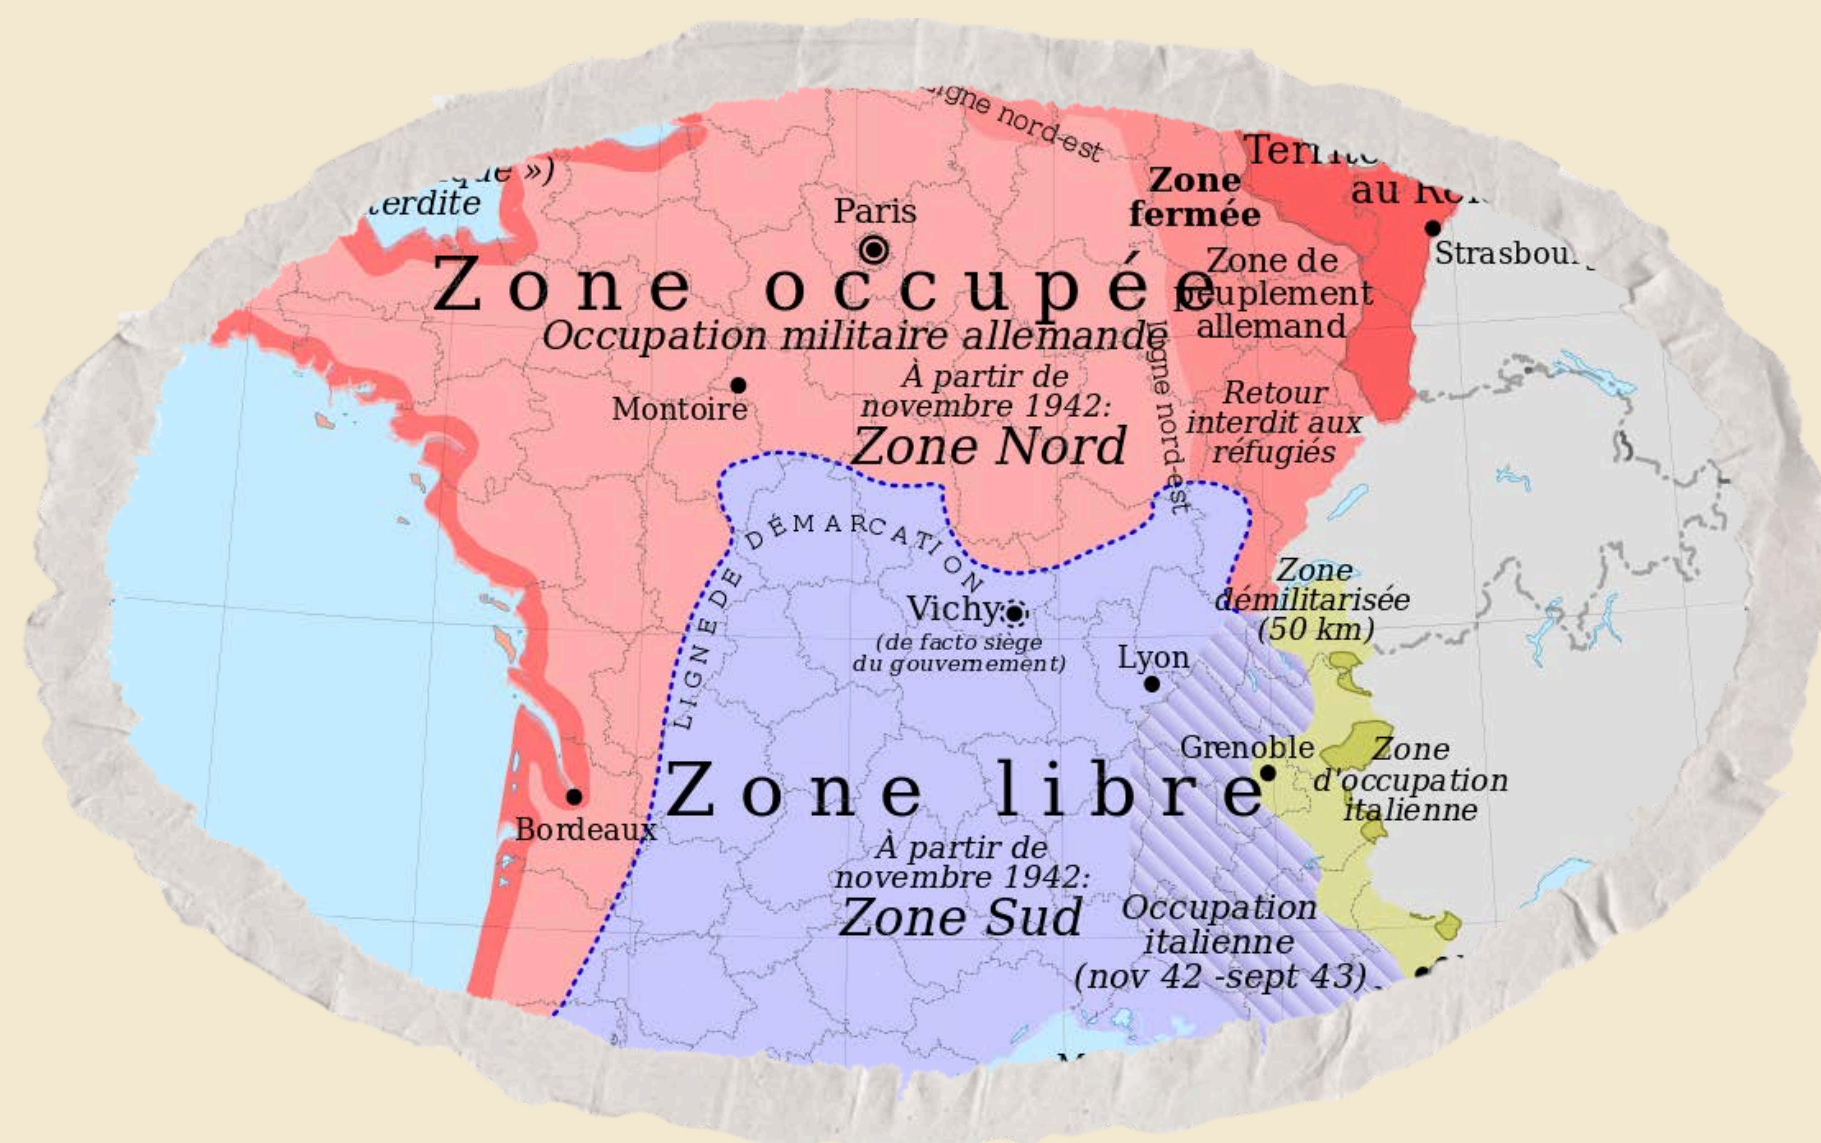 nord-est
terdite
Zone
fermée
Paris
Zone occupée
Occupation militaire allemande
Zone de
peuplement
allemand
Montoire
À partir de
novembre 1942:
Zone Nord
Ligne nord-est
Retour
interdit aux
réfugiés
LIGNE DE DÉMARCATION
Vichy
(de facto siège
du gouvernement)
Lyon
Zone
démilitarisée
(50 km)
Grenoble
Zone
d'occupation
italienne
Zone libre
Bordeaux
À partir de
novembre 1942:
Zone Sud
Occupation
italienne
(nov 42 -sept 43)